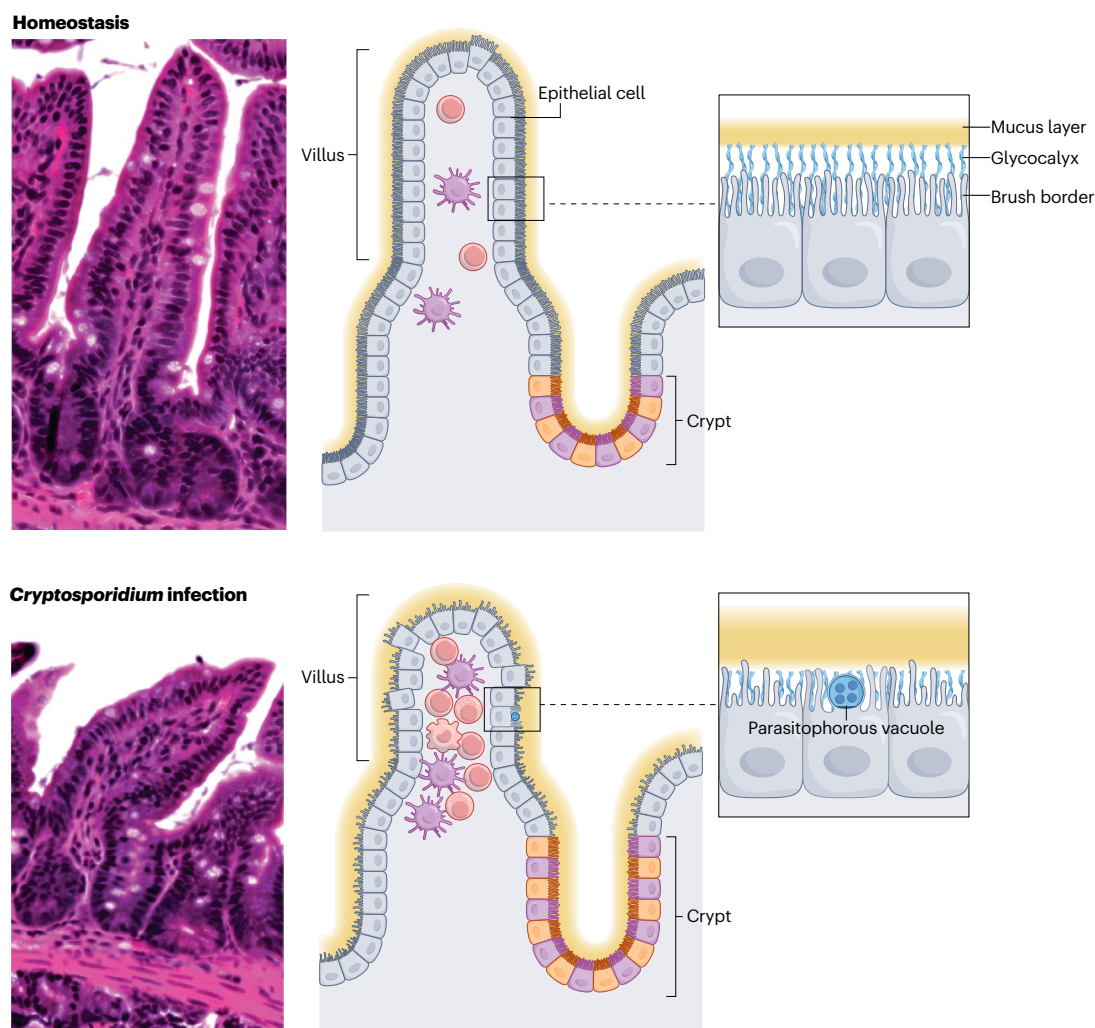 Homeostasis
Epithelial cell
Villus
Mucus layer
Glycocalyx
Brush border
Crypt
Cryptosporidium infection
Villus
Parasitophorous vacuole
Crypt